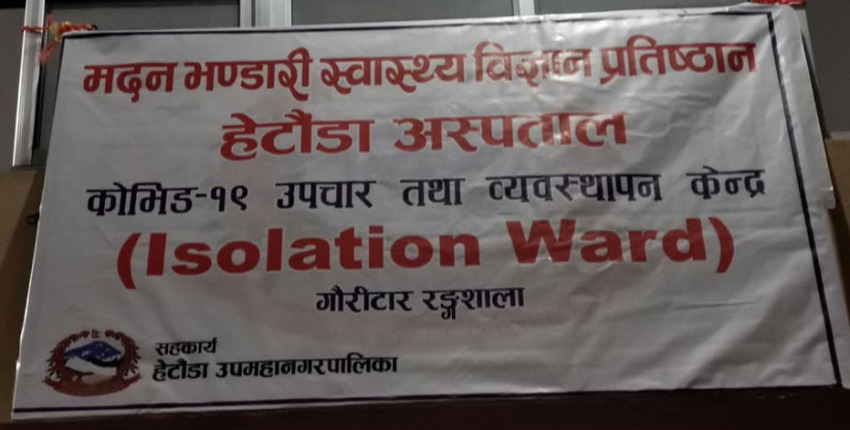 मदन भण्डारी स्वास्थ्य विज्ञान प्रतिष्ठान
हेटौंडा अस्पताल
कोभिड-१९ उपचार तथा व्यवस्थापन केन्द्र
(Isolation Ward)
गौरीटार रङ्गशाला
सहकार्य
हेटौंडा उपमहानगरपालिका